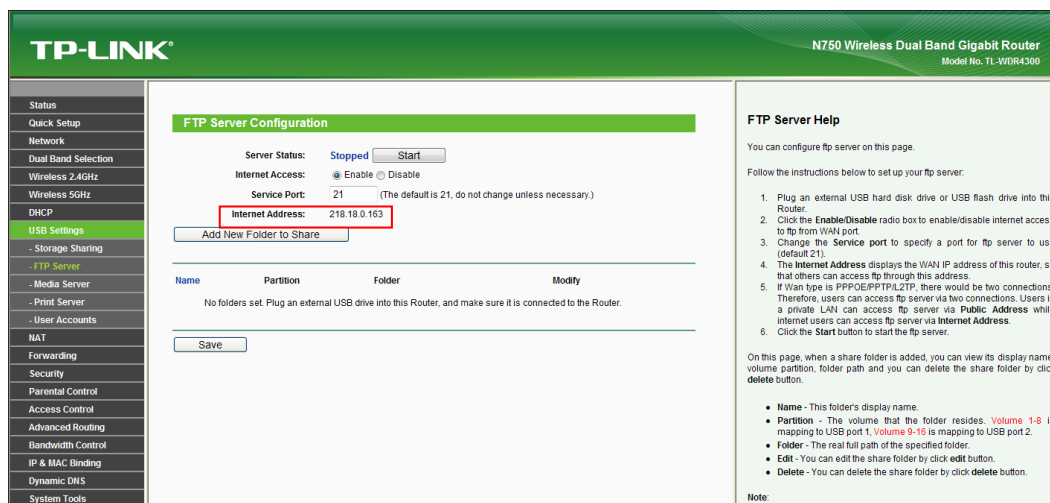 TP-LINK®
N750 Wireless Dual Band Gigabit Router
Model No. TL-WDR4300
Status
Quick Setup
Network
Dual Band Selection
Wireless 2.4GHz
Wireless 5GHz
DHCP
USB Settings
- Storage Sharing
- FTP Server
- Media Server
- Print Server
- User Accounts
NAT
Forwarding
Security
Parental Control
Access Control
Advanced Routing
Bandwidth Control
IP & MAC Binding
Dynamic DNS
System Tools
FTP Server Configuration
Server Status: Stopped Start
Internet Access: Enable Disable
Service Port: 21 (The default is 21, do not change unless necessary.)
Internet Address: 218.18.0.163
Add New Folder to Share
Name Partition Folder Modify
No folders set. Plug an external USB drive into this Router, and make sure it is connected to the Router.
Save
FTP Server Help
You can configure ftp server on this page.
Follow the instructions below to set up your ftp server:
1. Plug an external USB hard disk drive or USB flash drive into thi
Router.
2. Click the Enable/Disable radio box to enable/disable internet acces
to ftp from WAN port.
3. Change the Service port to specify a port for ftp server to us
(default 21).
4. The Internet Address displays the WAN IP address of this router, s
that others can access ftp through this address.
5. If Wan type is PPPOE/PPTP/L2TP, there would be two connections
Therefore, users can access ftp server via two connections. Users i
a private LAN can access ftp server via Public Address whil
internet users can access ftp server via Internet Address.
6. Click the Start button to start the ftp server.
On this page, when a share folder is added, you can view its display name
volume partition, folder path and you can delete the share folder by clic
delete button.
● Name - This folder's display name.
● Partition - The volume that the folder resides. Volume 1-8 i
mapping to USB port 1, Volume 9-16 is mapping to USB port 2.
● Folder - The real full path of the specified folder.
● Edit - You can edit the share folder by click edit button.
● Delete - You can delete the share folder by click delete button.
Note: